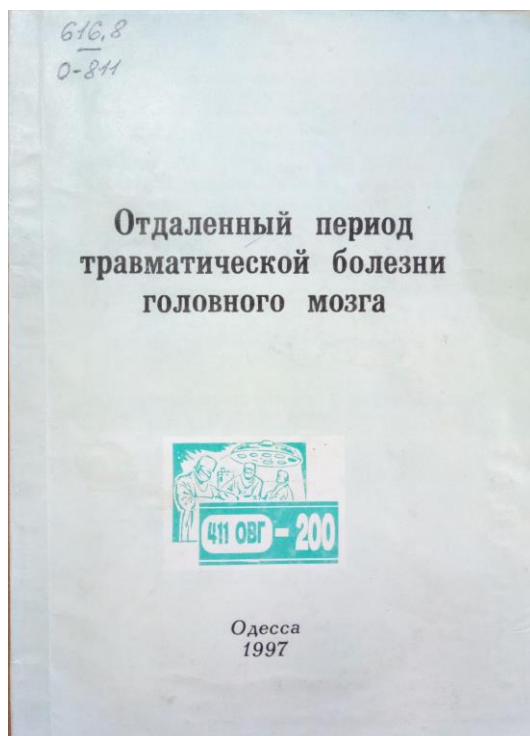 616,8
О-811
Отдаленный период
травматической болезни
головного мозга
411 ОВГ - 200
Одесса
1997